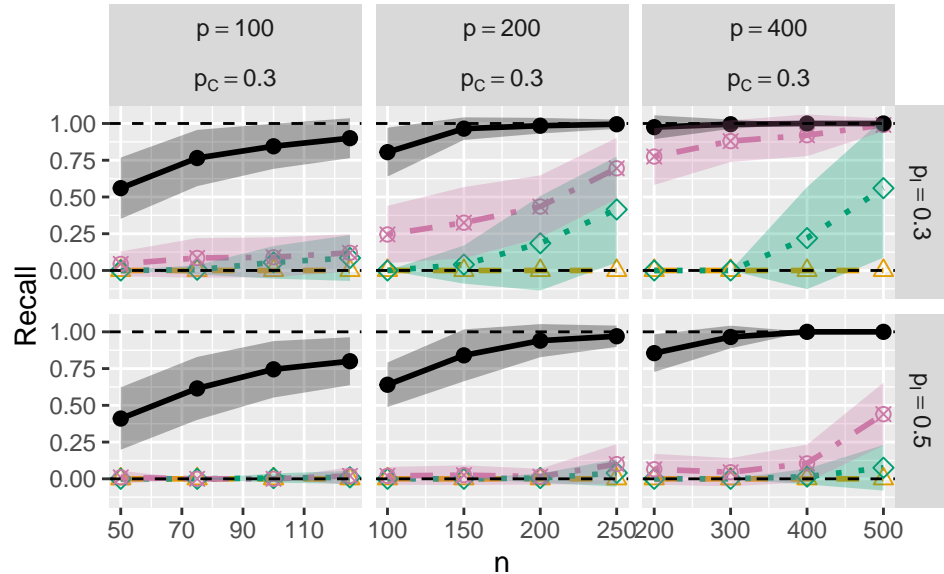 p = 100 p = 200 p = 400
p_C = 0.3 p_C = 0.3 p_C = 0.3
Recall
1.00
0.75
0.50
0.25
0.00
p_I = 0.3
1.00
0.75
0.50
0.25
0.00
p_I = 0.5
50 75 90 110 100 150 200 250 200 300 400 500
n